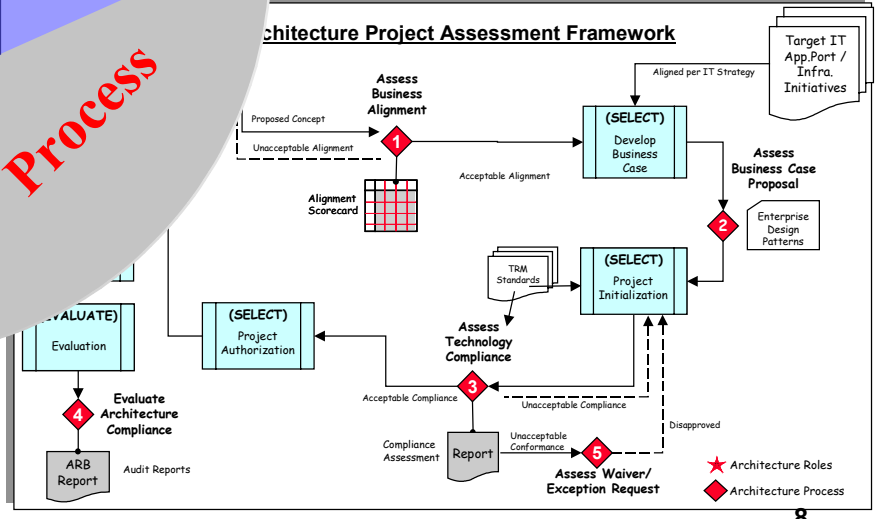 chitecture Project Assessment Framework
Process
Target IT
App.Port /
Infra.
Initiatives
Aligned per IT Strategy
Assess
Business
Alignment
Proposed Concept
1
Unacceptable Alignment
Acceptable Alignment
Alignment
Scorecard
(SELECT)
Develop
Business
Case
Assess
Business Case
Proposal
2
Enterprise
Design
Patterns
TRM
Standards
(SELECT)
Project
Initialization
Assess
Technology
Compliance
(SELECT)
Project
Authorization
VALUATE)
Evaluation
Acceptable Compliance
3
Unacceptable Compliance
4
Evaluate
Architecture
Compliance
ARB
Report
Audit Reports
Compliance
Assessment
Report
Unacceptable
Conformance
5
Disapproved
Assess Waiver/
Exception Request
Architecture Roles
Architecture Process
8